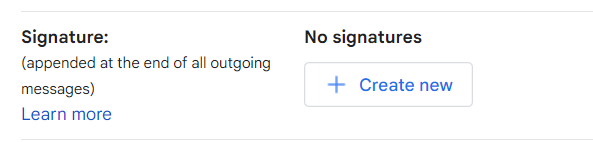 Signature:
(appended at the end of all outgoing
messages)
Learn more
No signatures
Create new